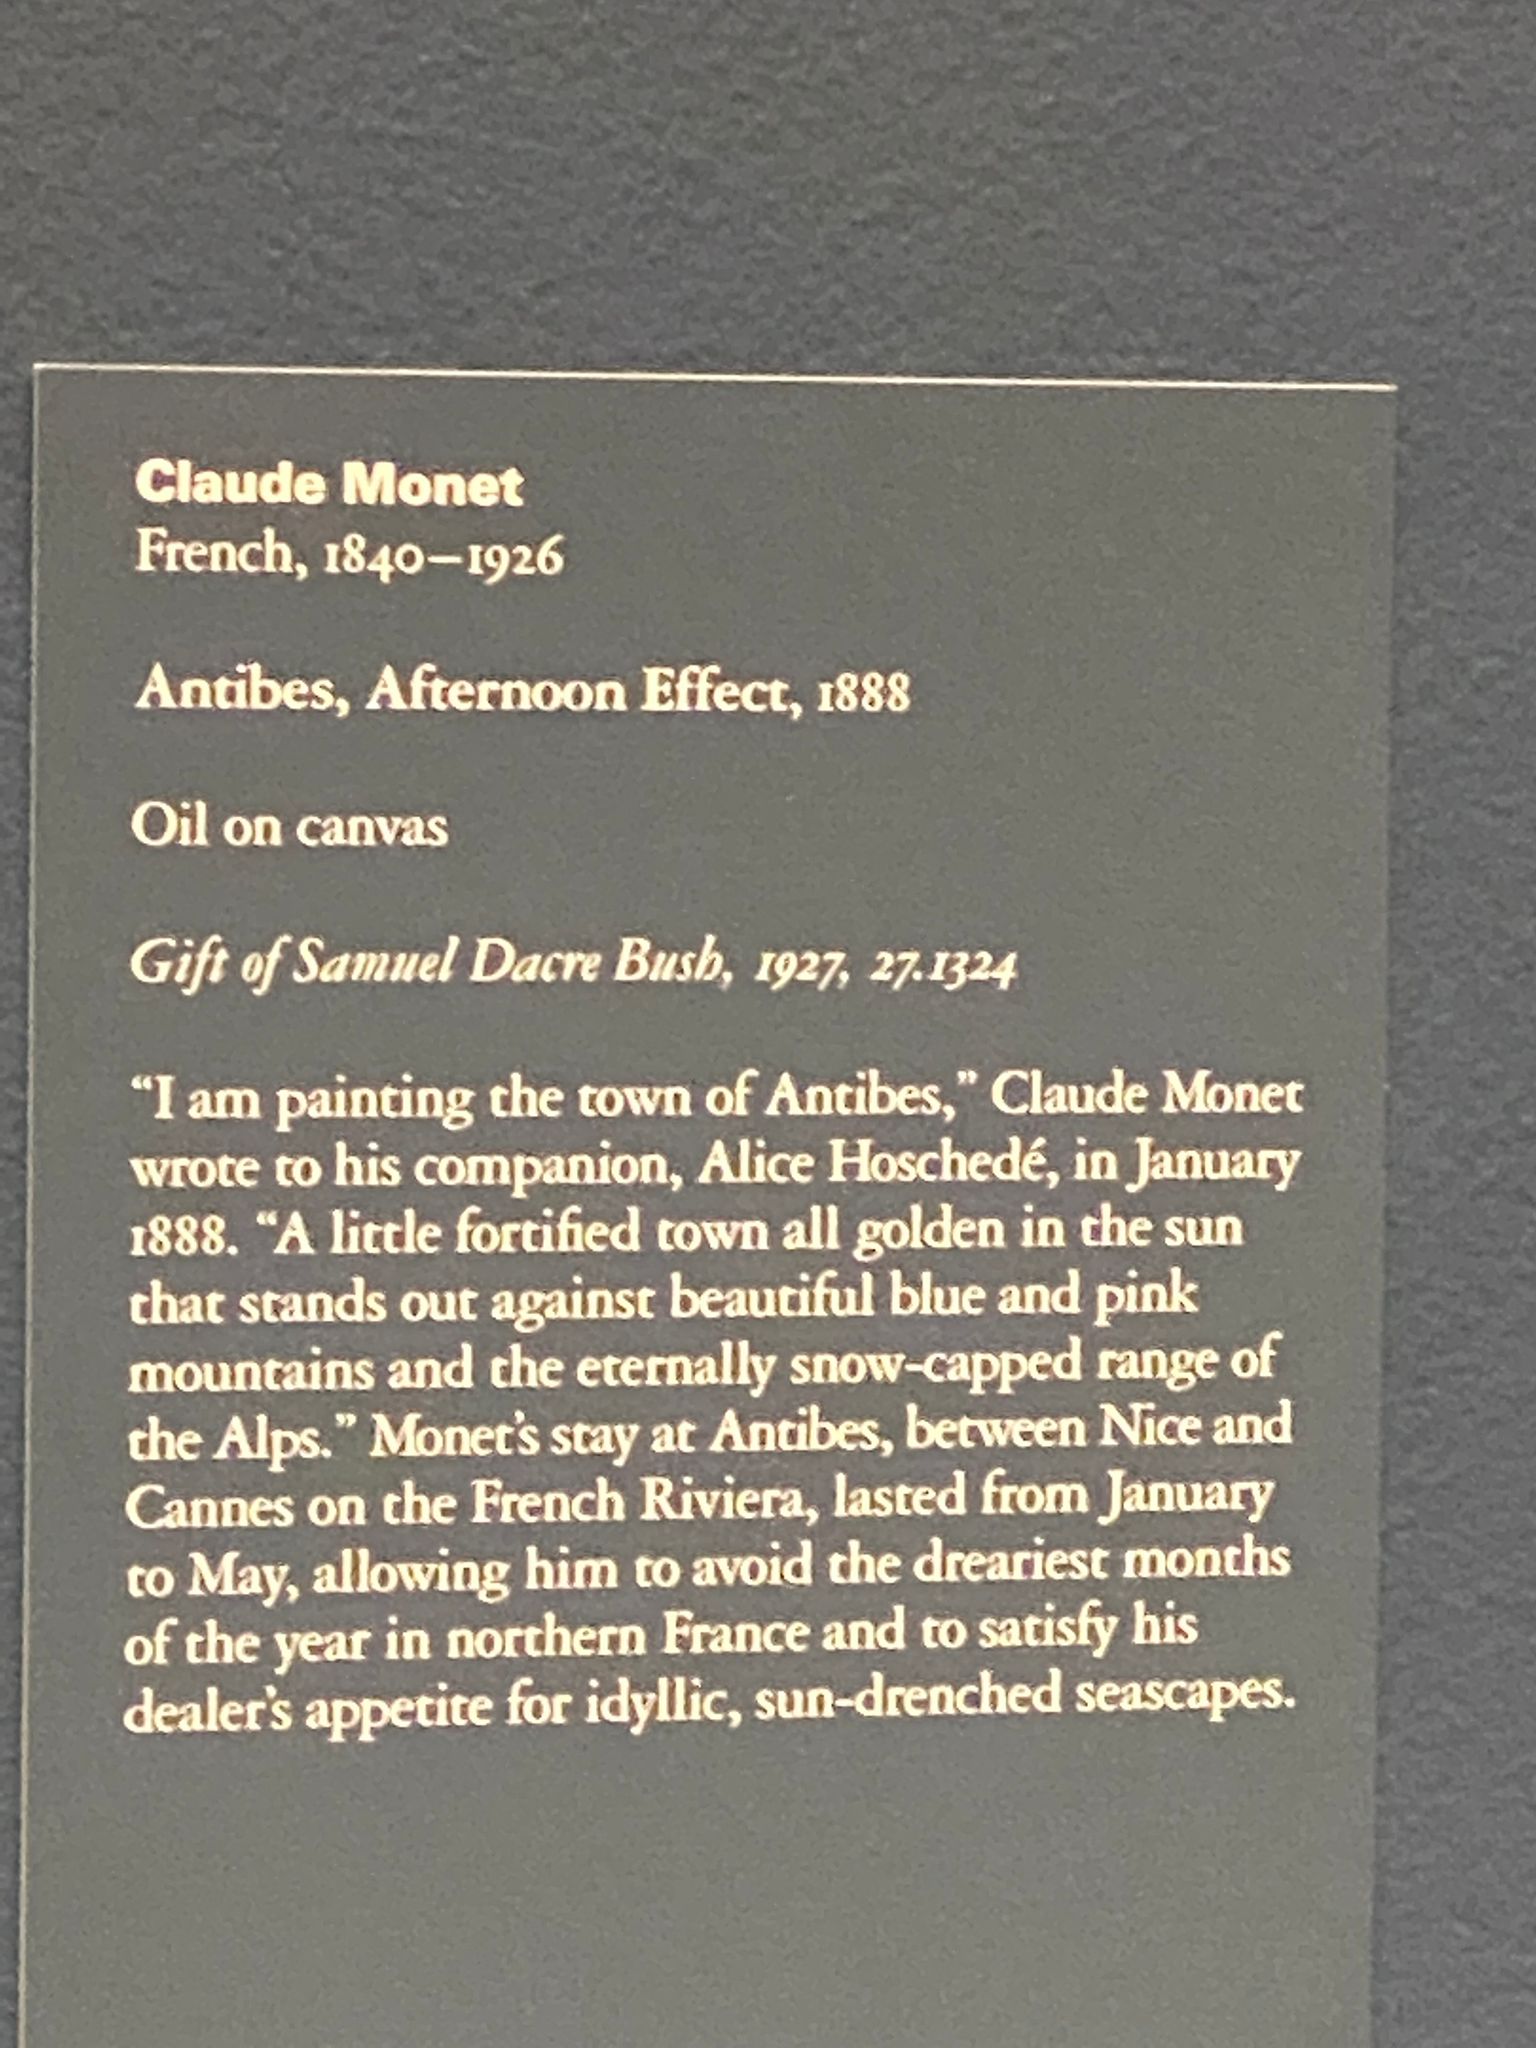 Claude Monet
French, 1840–1926
Antibes, Afternoon Effect, 1888
Oil on canvas
Gift of Samuel Dacre Bush, 1927, 27.1324
“I am painting the town of Antibes,” Claude Monet
wrote to his companion, Alice Hoschedé, in January
1888. “A little fortified town all golden in the sun
that stands out against beautiful blue and pink
mountains and the eternally snow-capped range of
the Alps.” Monet’s stay at Antibes, between Nice and
Cannes on the French Riviera, lasted from January
to May, allowing him to avoid the dreariest months
of the year in northern France and to satisfy his
dealer’s appetite for idyllic, sun-drenched seascapes.